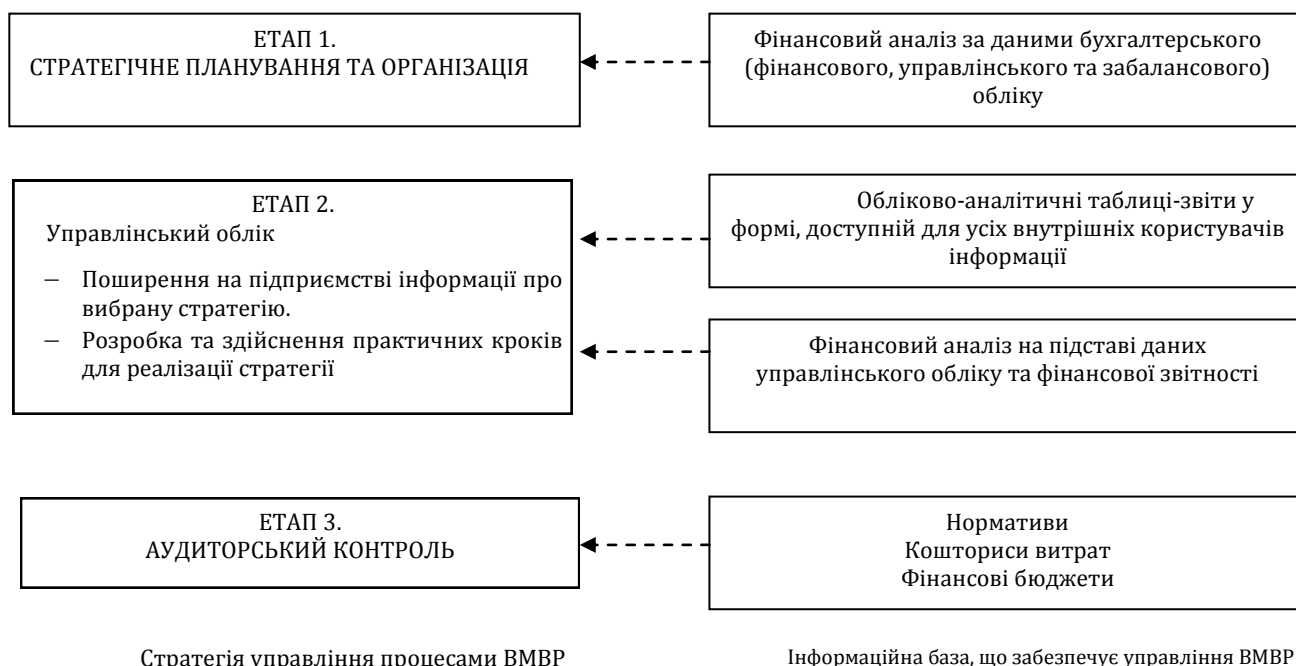 ЕТАП 1.
СТРАТЕГІЧНЕ ПЛАНУВАННЯ ТА ОРГАНІЗАЦІЯ
Фінансовий аналіз за даними бухгалтерського
(фінансового, управлінського та забалансового)
обліку
ЕТАП 2.
Управлінський облік
– Поширення на підприємстві інформації про
вибрану стратегію.
– Розробка та здійснення практичних кроків
для реалізації стратегії
Обліково-аналітичні таблиці-звіти у
формі, доступній для усіх внутрішніх користувачів
інформації
Фінансовий аналіз на підставі даних
управлінського обліку та фінансової звітності
ЕТАП 3.
АУДИТОРСЬКИЙ КОНТРОЛЬ
Нормативи
Кошториси витрат
Фінансові бюджети
Стратегія управління процесами ВМВР
Інформаційна база, що забезпечує управління ВМВР